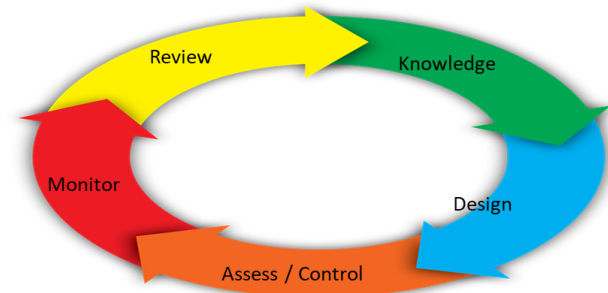 Review
Knowledge
Design
Assess / Control
Monitor